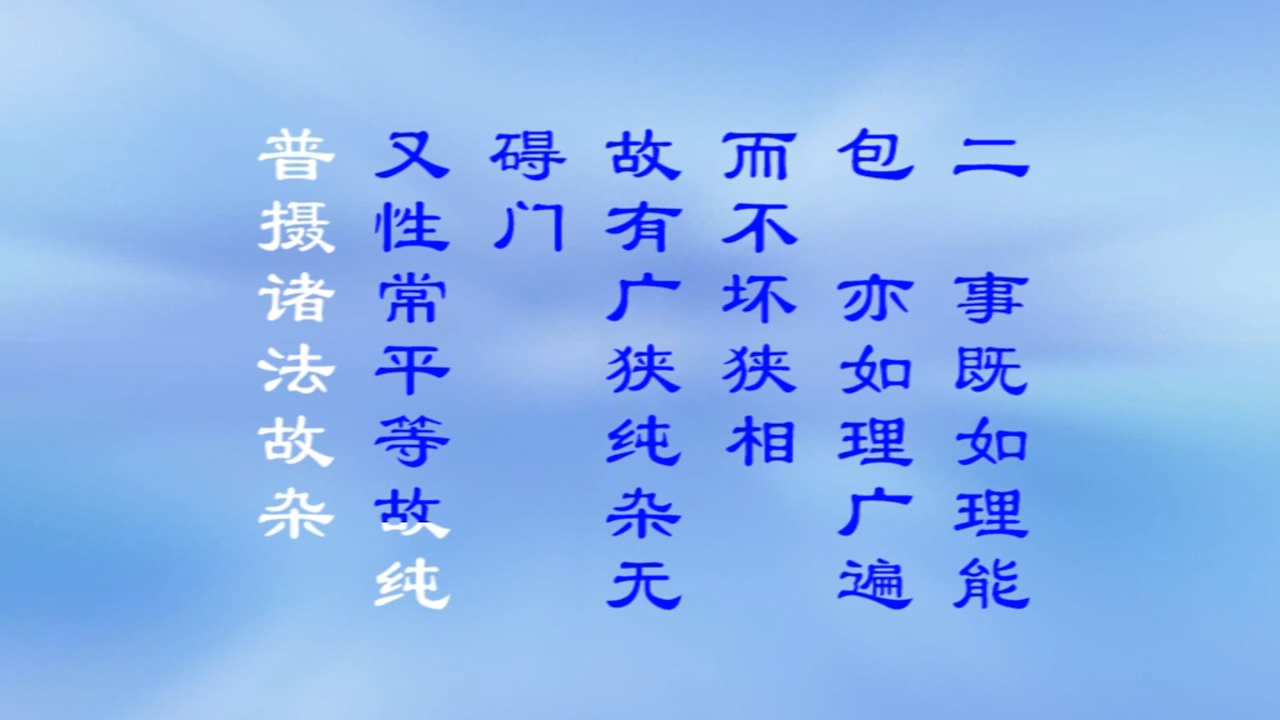 二 事既如理能
包 亦如理广遍
而不坏狭相
故有广狭纯杂无
碍门
又性常平等故纯
普摄诸法故杂